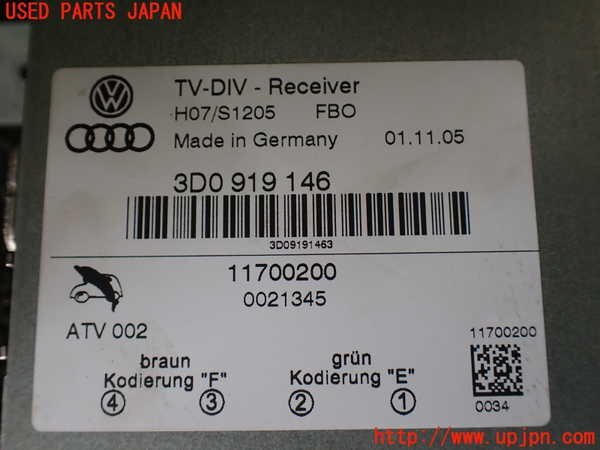 USED PARTS JAPAN
TV-DIV - Receiver
H07/S1205 FBO
Made in Germany 01.11.05
3D0 919 146
3D09191463
11700200
0021345
ATV 002
11700200
braun grün
Kodierung "F" Kodierung "E"
4 3 2 1
0034
http://www.upjpn.com